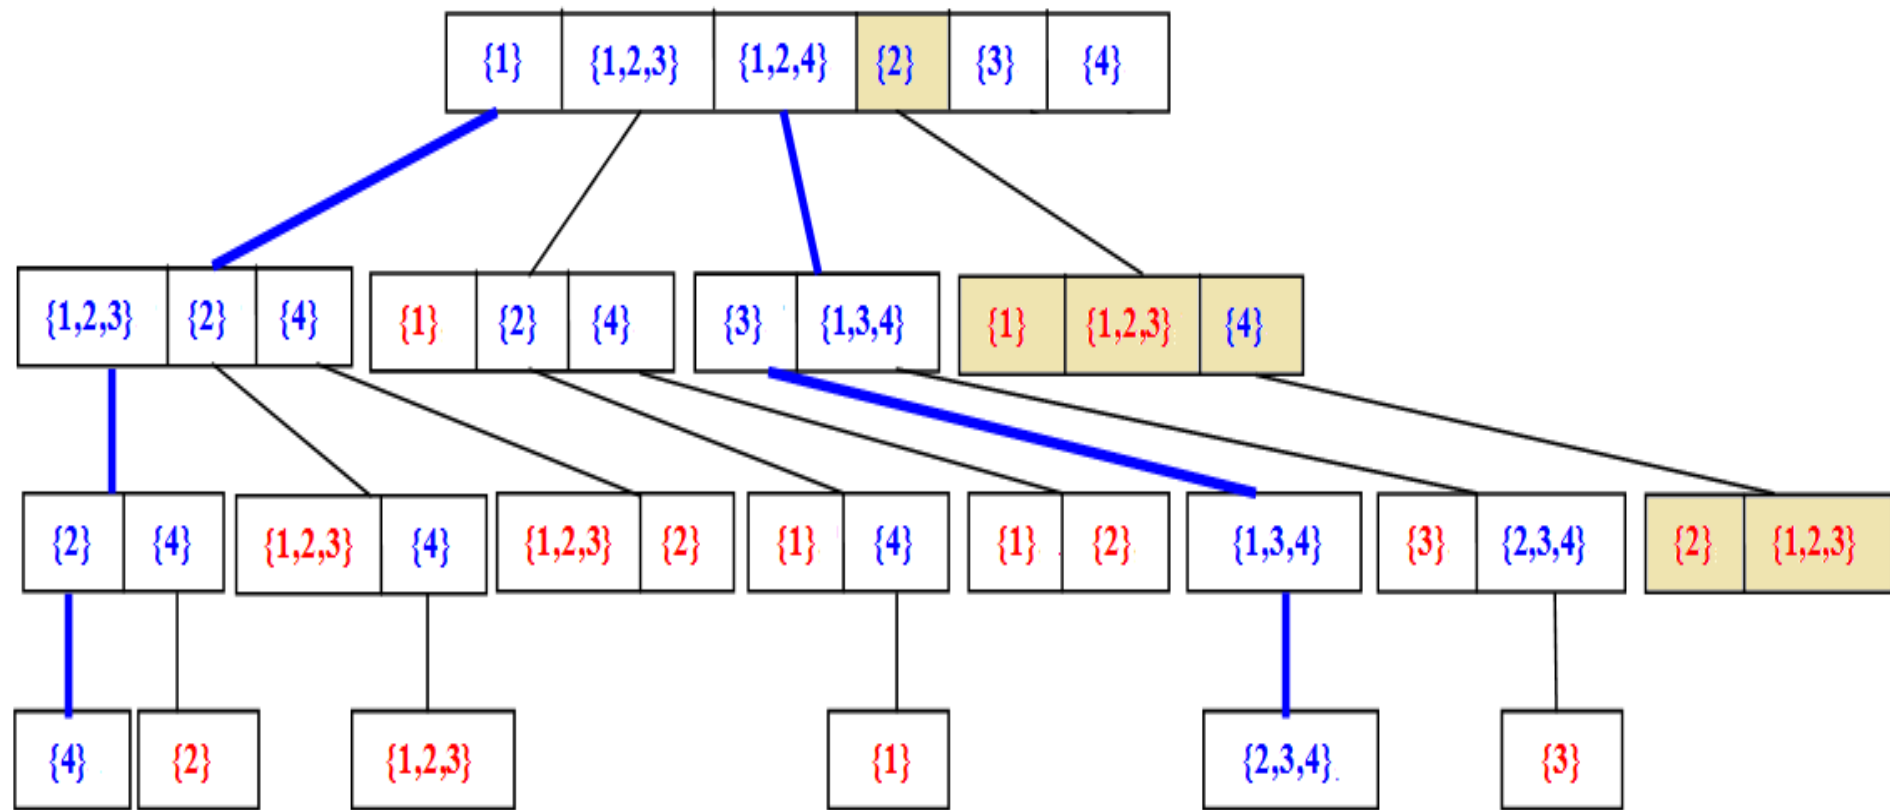 {1} {1,2,3} {1,2,4} {2} {3} {4}
{1,2,3} {2} {4} {1} {2} {4} {3} {1,3,4} {1} {1,2,3} {4}
{2} {4} {1,2,3} {4} {1,2,3} {2} {1} {4} {1} {2} {1,3,4} {3} {2,3,4} {2} {1,2,3}
{4} {2} {1,2,3} {1} {2,3,4} {3}